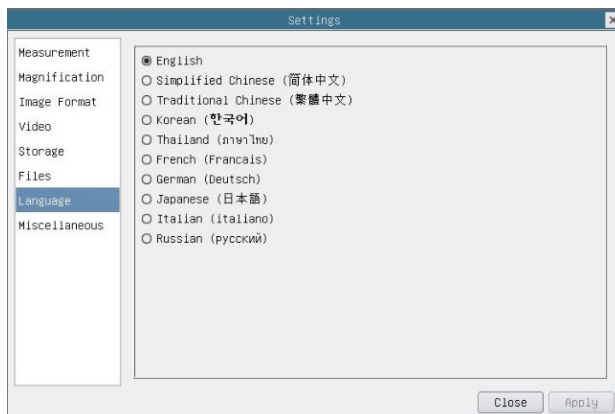 Settings
Measurement
Magnification
Image Format
Video
Storage
Files
Language
Miscellaneous
English
Simplified Chinese (简体中文)
Traditional Chinese (繁體中文)
Korean (한국어)
Thailand (ภาษาไทย)
French (Francais)
German (Deutsch)
Japanese (日本語)
Italian (italiano)
Russian (русский)
Close
Apply